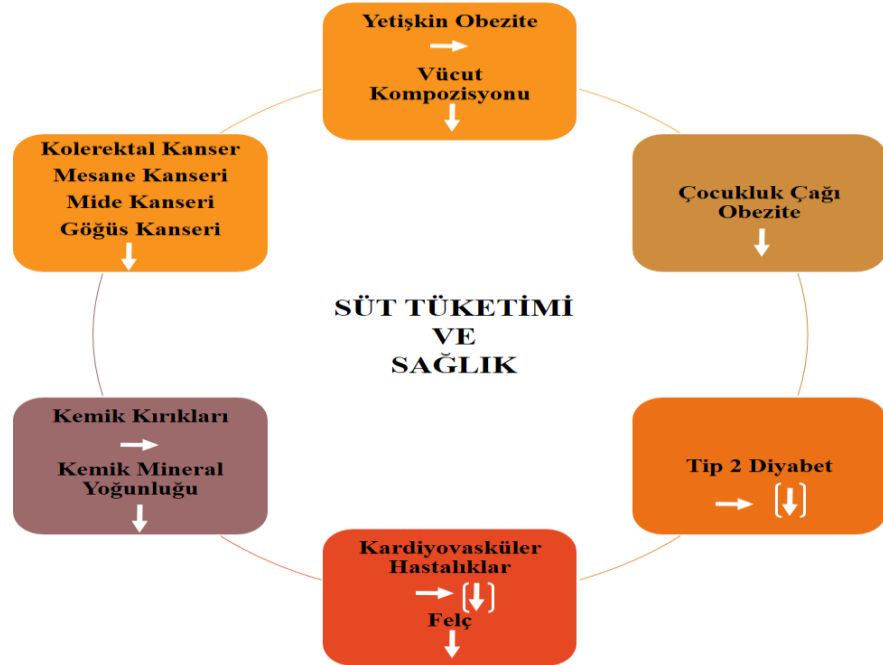 Yetişkin Obezite
Vücut
Kompozisyonu
Kolerektal Kanser
Mesane Kanseri
Mide Kanseri
Göğüs Kanseri
Çocukluk Çağı
Obezite
SÜT TÜKETİMİ
VE
SAĞLIK
Kemik Kırıkları
Kemik Mineral
Yoğunluğu
Tip 2 Diyabet
Kardiyovasküler
Hastalıklar
Felç